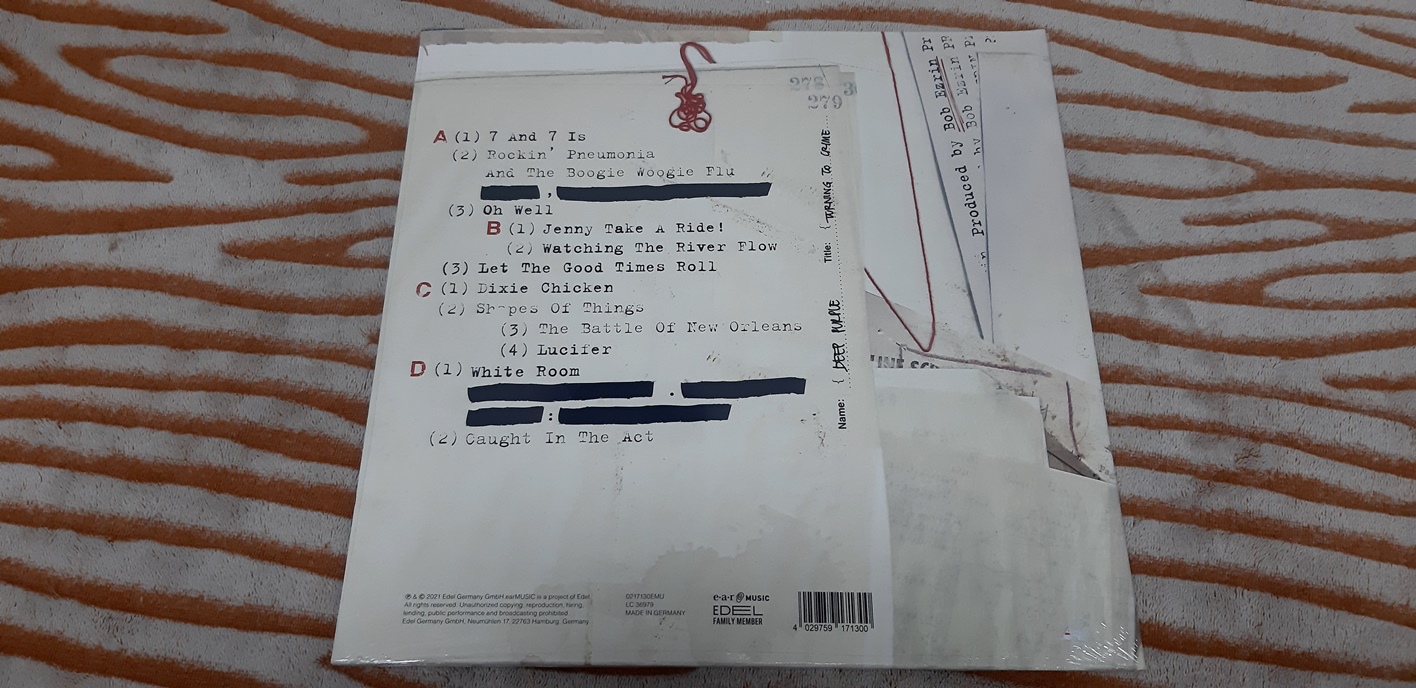 278
279
A (1) 7 And 7 Is
(2) Rockin' Pneumonia
And The Boogie Woogie Flu
,
(3) Oh Well
B (1) Jenny Take A Ride!
(2) Watching The River Flow
(3) Let The Good Times Roll
C (1) Dixie Chicken
(2) Shapes Of Things
(3) The Battle Of New Orleans
(4) Lucifer
D (1) White Room
.
:
(2) Caught In The Act
Name: ( DEEP PURPLE Title: ( TURNING TO CRIME
Produced by Bob Ezrin Pr
by Bob Ezrin
℗ & © 2021 Edel Germany GmbH.earMUSIC is a project of Edel
All rights reserved. Unauthorized copying, reproduction, hiring,
lending, public performance and broadcasting prohibited.
Edel Germany GmbH, Neumühlen 17, 22763 Hamburg, Germany
0217130EMU
LC 36979
MADE IN GERMANY
e·a·r MUSIC
EDEL
FAMILY MEMBER
4 029759 171300